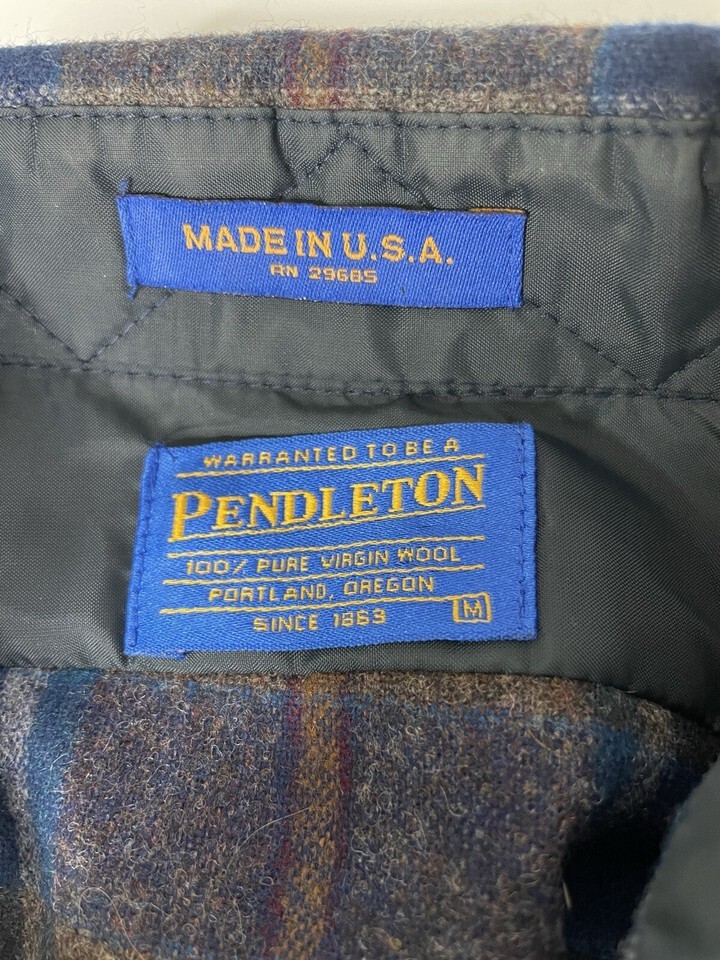 MADE IN U.S.A.
RN 29685
WARRANTED TO BE A
PENDLETON
100% PURE VIRGIN WOOL
PORTLAND, OREGON
SINCE 1863
M